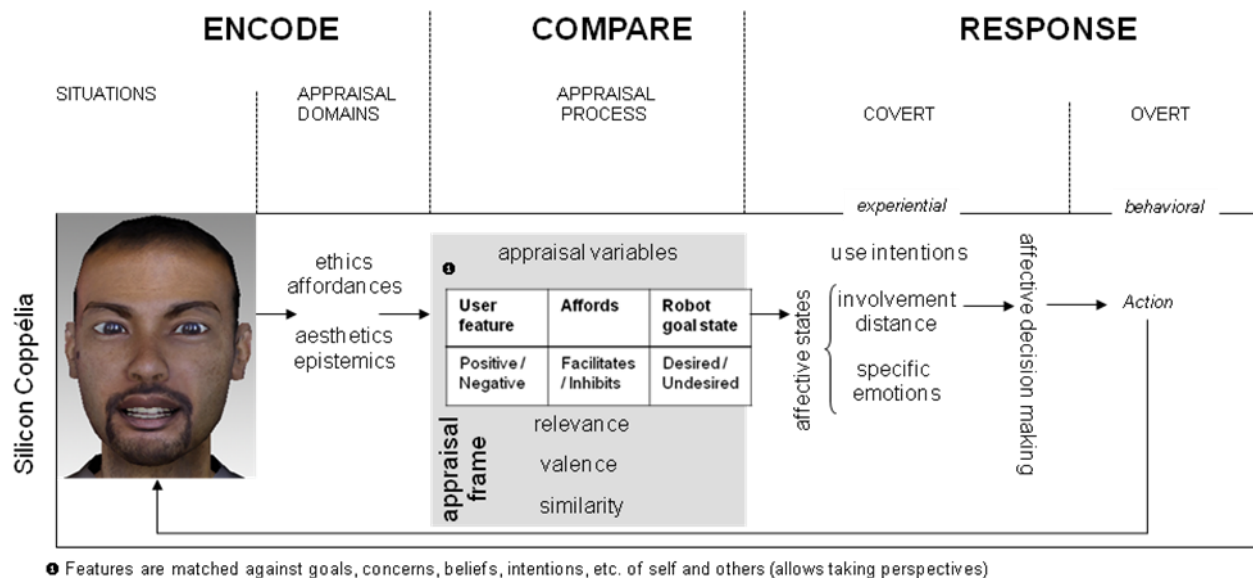 ENCODE
COMPARE
RESPONSE
SITUATIONS
APPRAISAL
DOMAINS
APPRAISAL
PROCESS
COVERT
OVERT
experiential
behavioral
Silicon Coppélia
ethics
affordances
aesthetics
epistemics
appraisal variables
❶
User
feature
Affords
Robot
goal state
Positive /
Negative
Facilitates
/ Inhibits
Desired /
Undesired
appraisal
frame
relevance
valence
similarity
affective states
use intentions
involvement
distance
specific
emotions
affective decision making
Action
❶ Features are matched against goals, concerns, beliefs, intentions, etc. of self and others (allows taking perspectives)